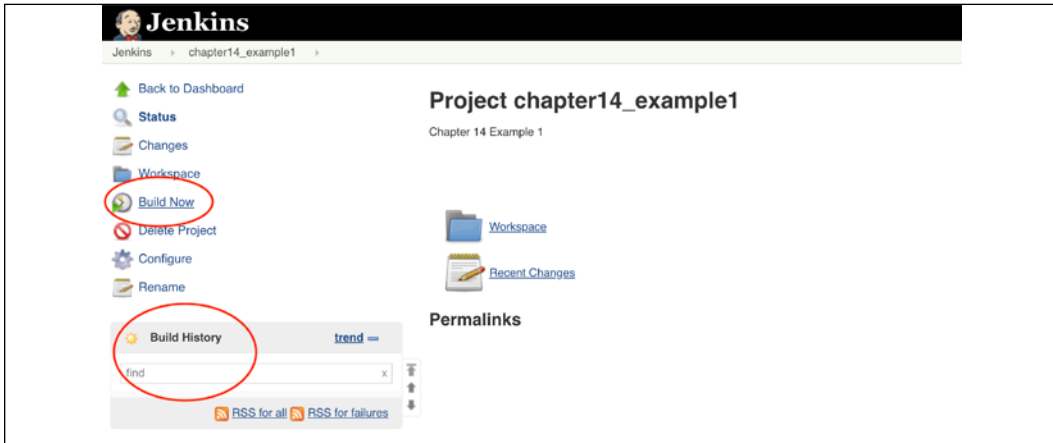 Jenkins
Jenkins chapter14_example1
Back to Dashboard
Status
Changes
Workspace
Build Now
Delete Project
Configure
Rename
Build History trend
find x
RSS for all RSS for failures
Project chapter14_example1
Chapter 14 Example 1
Workspace
Recent Changes
Permalinks